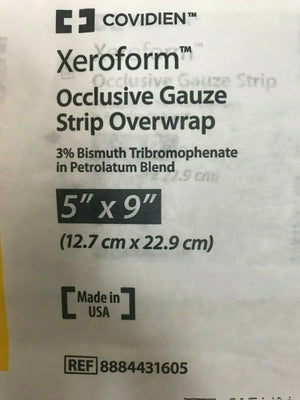 COVIDIEN™
Xeroform™
Occlusive Gauze
Strip Overwrap
3% Bismuth Tribromophenate
in Petrolatum Blend
5" x 9"
(12.7 cm x 22.9 cm)
Made in
USA
REF 8884431605